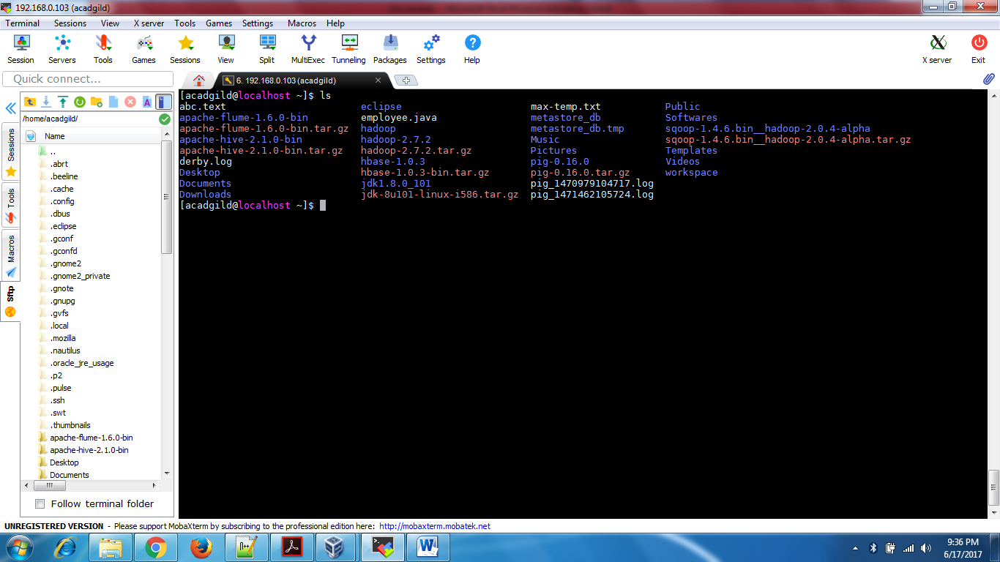 192.168.0.103 (acadgild)
Terminal Sessions View X server Tools Games Settings Macros Help
Session Servers Tools Games Sessions View Split MultiExec Tunneling Packages Settings Help X server Exit
Quick connect...
6. 192.168.0.103 (acadgild)
/home/acadgild/
Name
..
.abrt
.beeline
.cache
.config
.dbus
.eclipse
.gconf
.gconfd
.gnome2
.gnome2_private
.gnote
.gnupg
.gvfs
.local
.mozilla
.nautilus
.oracle_jre_usage
.p2
.pulse
.ssh
.swt
.thumbnails
apache-flume-1.6.0-bin
apache-hive-2.1.0-bin
Desktop
Documents
Follow terminal folder
Sessions
Tools
Macros
Sftp
[acadgild@localhost ~]$ ls
abc.text eclipse max-temp.txt Public
apache-flume-1.6.0-bin employee.java metastore_db Softwares
apache-flume-1.6.0-bin.tar.gz hadoop metastore_db.tmp sqoop-1.4.6.bin__hadoop-2.0.4-alpha
apache-hive-2.1.0-bin hadoop-2.7.2 Music sqoop-1.4.6.bin__hadoop-2.0.4-alpha.tar.gz
apache-hive-2.1.0-bin.tar.gz hadoop-2.7.2.tar.gz Pictures Templates
derby.log hbase-1.0.3 pig-0.16.0 Videos
Desktop hbase-1.0.3-bin.tar.gz pig-0.16.0.tar.gz workspace
Documents jdk1.8.0_101 pig_1470979104717.log
Downloads jdk-8u101-linux-i586.tar.gz pig_1471462105724.log
[acadgild@localhost ~]$
UNREGISTERED VERSION - Please support MobaXterm by subscribing to the professional edition here: http://mobaxterm.mobatek.net
9:36 PM
6/17/2017